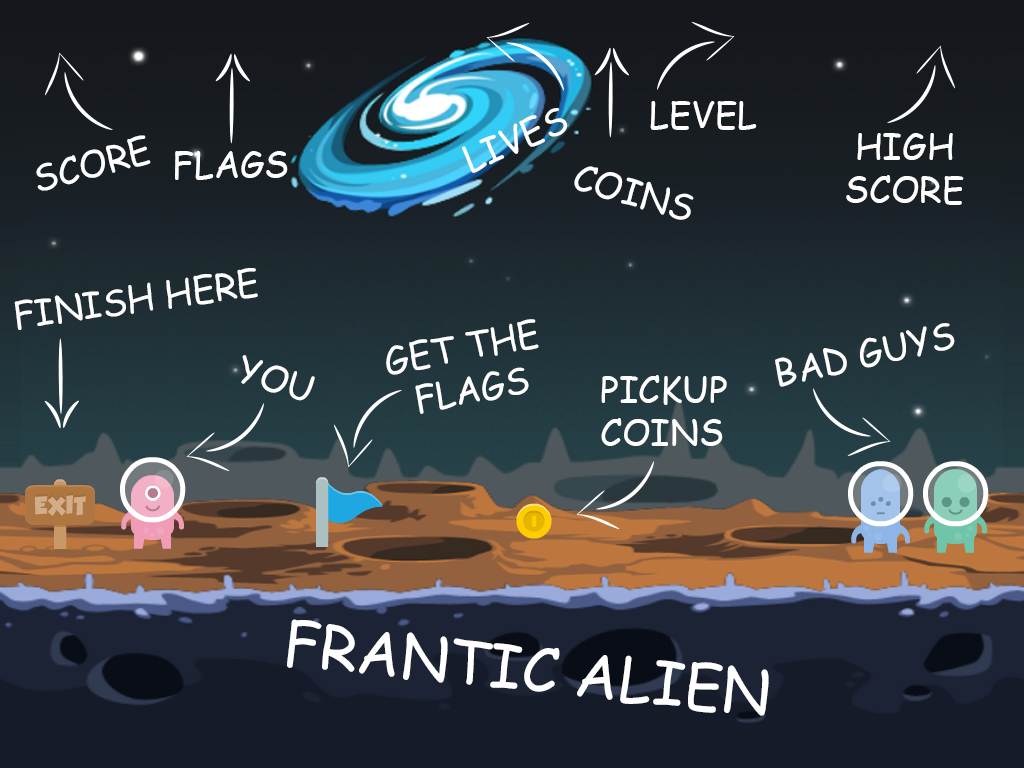 SCORE
FLAGS
LIVES
COINS
LEVEL
HIGH
SCORE
FINISH HERE
YOU
GET THE
FLAGS
PICKUP
COINS
BAD GUYS
EXIT
FRANTIC ALIEN